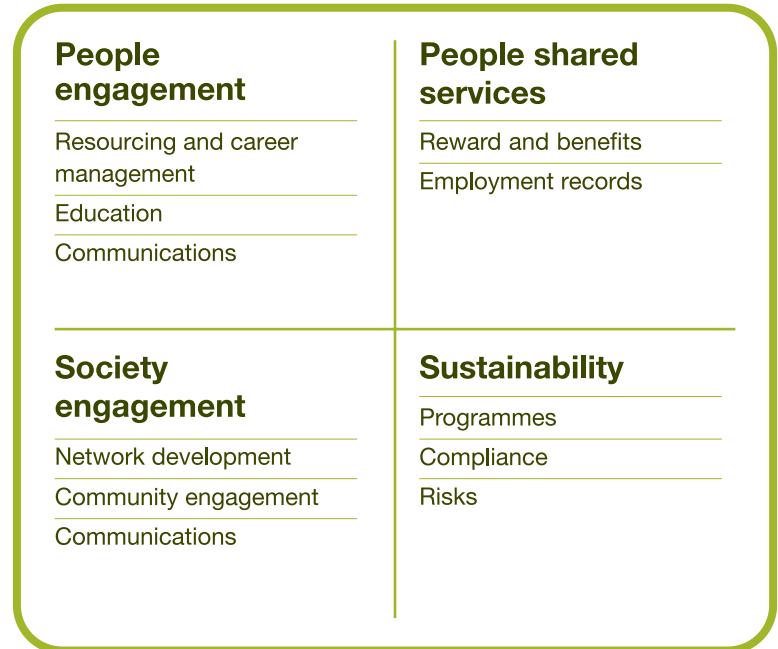 People
engagement
Resourcing and career
management
Education
Communications
People shared
services
Reward and benefits
Employment records
Society
engagement
Network development
Community engagement
Communications
Sustainability
Programmes
Compliance
Risks